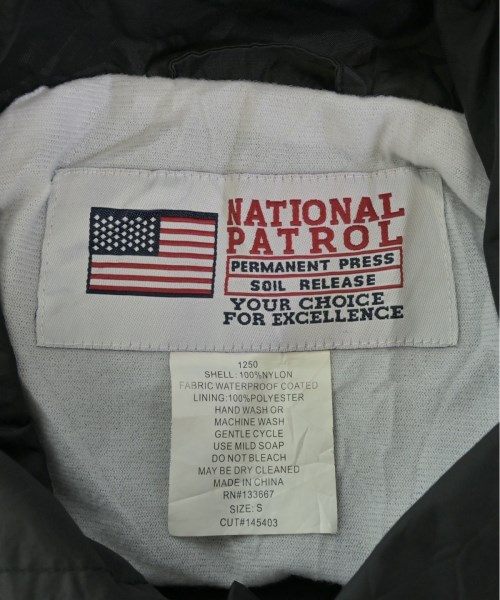 NATIONAL
PATROL
PERMANENT PRESS
SOIL RELEASE
YOUR CHOICE
FOR EXCELLENCE
1250
SHELL: 100%NYLON
FABRIC WATERPROOF COATED
LINING: 100%POLYESTER
HAND WASH OR
MACHINE WASH
GENTLE CYCLE
USE MILD SOAP
DO NOT BLEACH
MAY BE DRY CLEANED
MADE IN CHINA
RN#133667
SIZE: S
CUT#145403